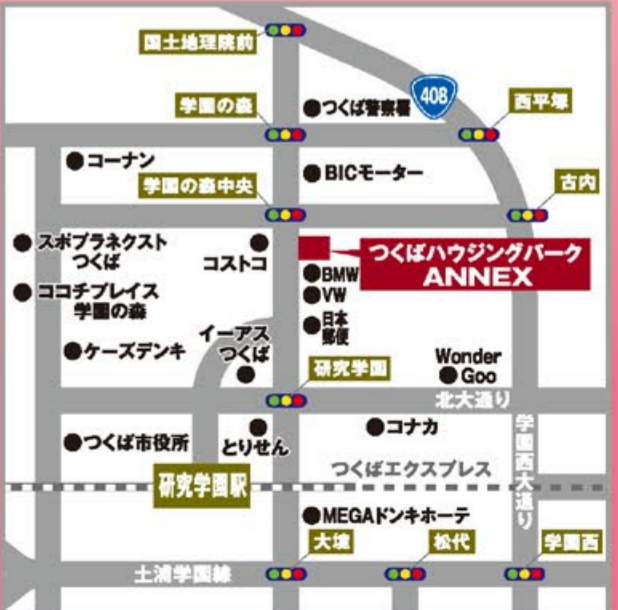 国土地理院前
学園の森
つくば警察署
408
西平塚
コーナン
BICモーター
学園の森中央
古内
スポプラネクスト
つくば
コストコ
つくばハウジングパーク
ANNEX
BMW
VW
ココチプレイス
学園の森
日本
郵便
イーアス
つくば
ケーズデンキ
研究学園
Wonder
Goo
北大通り
つくば市役所
とりせん
コナカ
学園西大通り
つくばエクスプレス
研究学園駅
MEGAドンキホーテ
大境
松代
学園西
土浦学園線